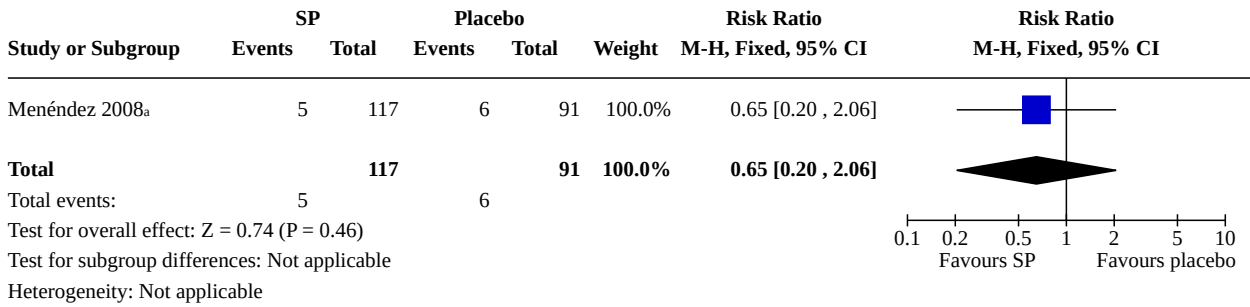 SP Placebo Risk Ratio Risk Ratio
Study or Subgroup Events Total Events Total Weight M-H, Fixed, 95% CI M-H, Fixed, 95% CI
Menéndez 2008a 5 117 6 91 100.0% 0.65 [0.20 , 2.06]
Total 117 91 100.0% 0.65 [0.20 , 2.06]
Total events: 5 6
Test for overall effect: Z = 0.74 (P = 0.46)
0.1 0.2 0.5 1 2 5 10
Test for subgroup differences: Not applicable Favours SP Favours placebo
Heterogeneity: Not applicable